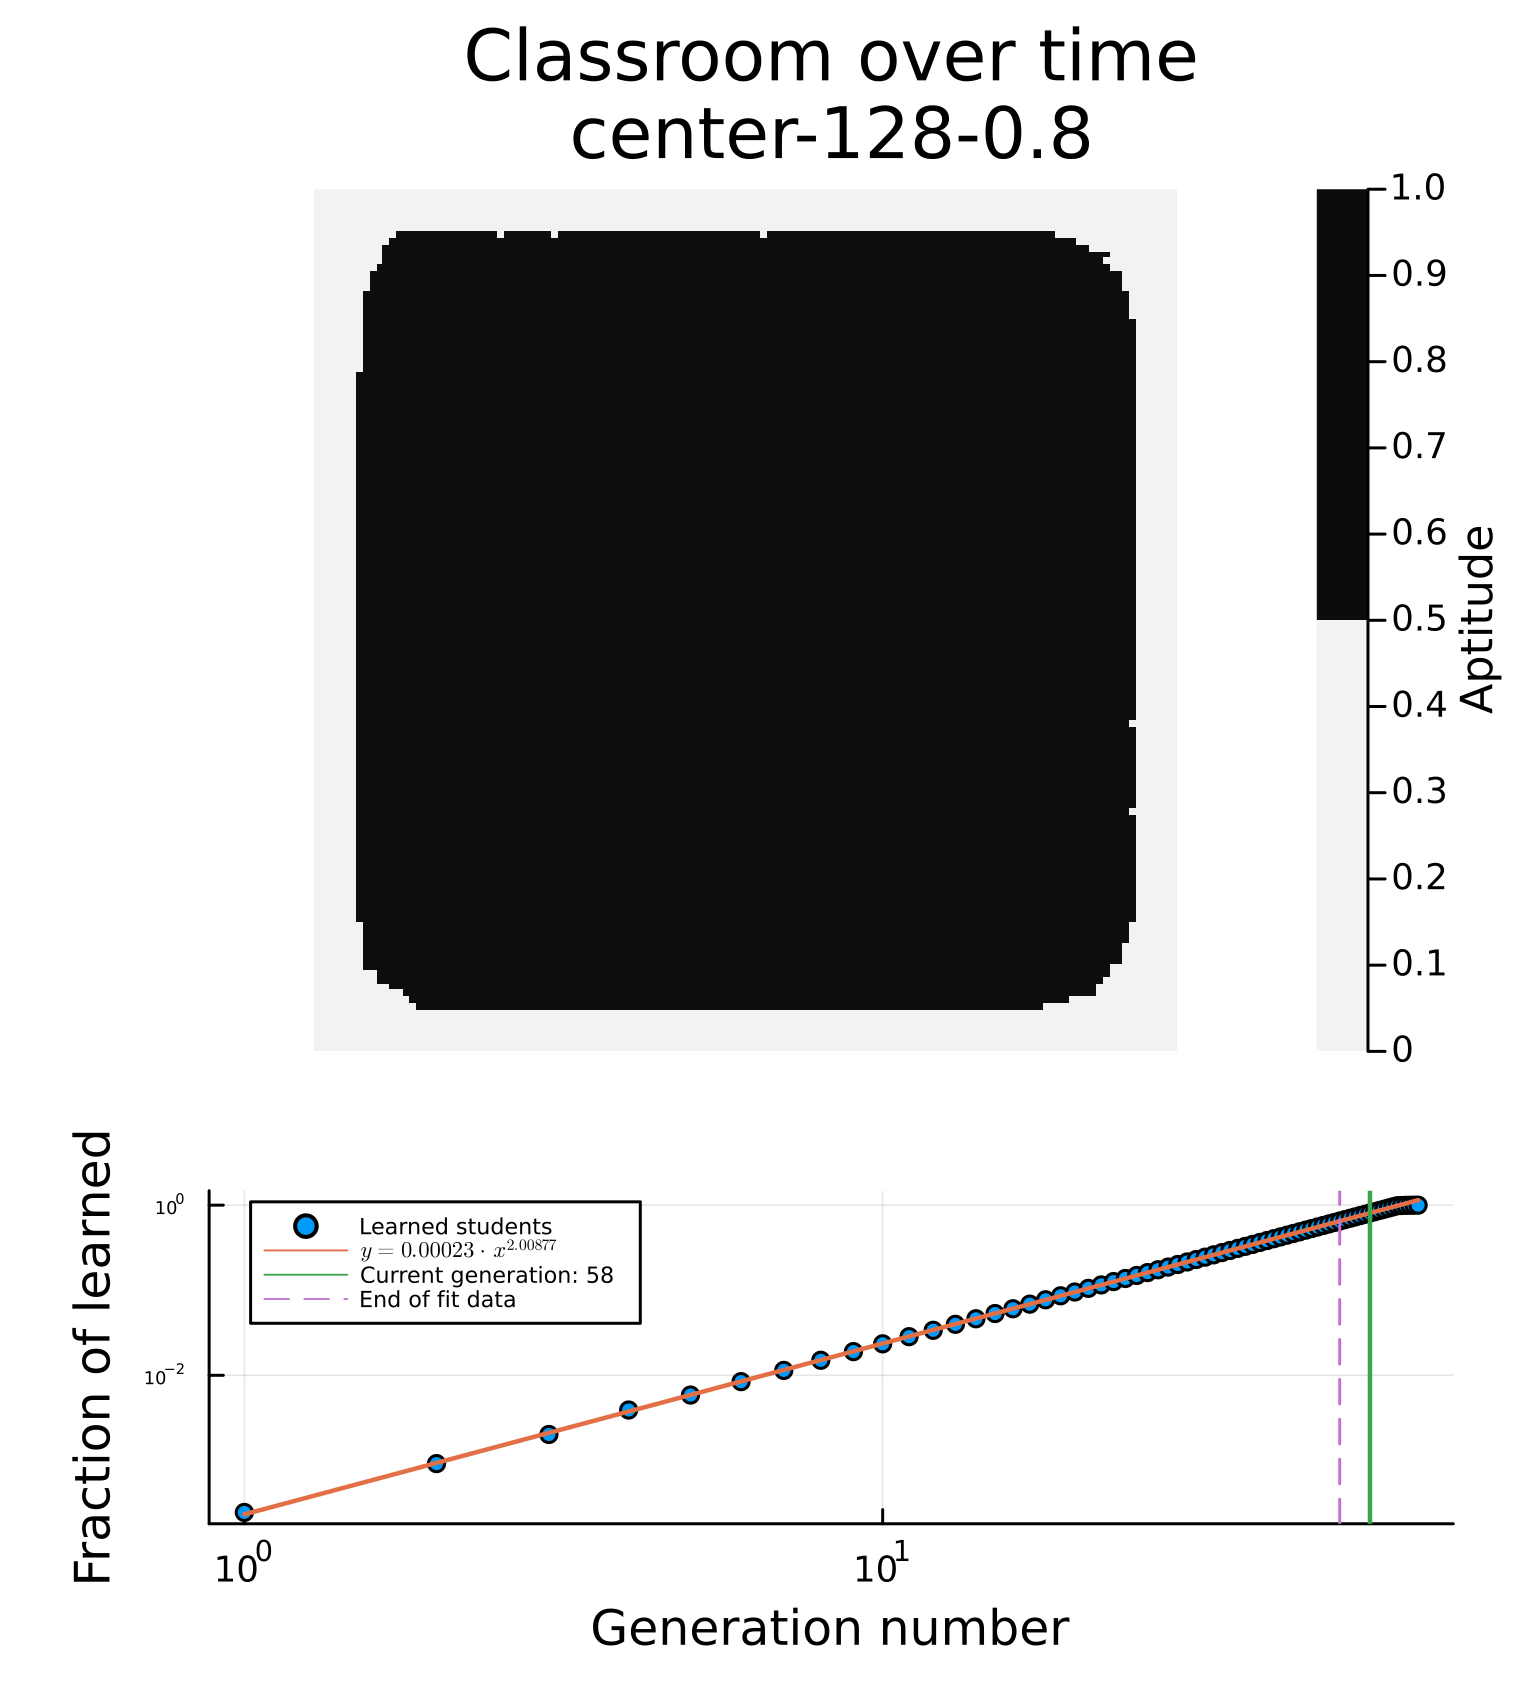 Classroom over time
center-128-0.8
1.0
0.9
0.8
0.7
0.6
0.5
0.4
0.3
0.2
0.1
0
Aptitude
Fraction of learned
10^0
10^−2
Learned students
y = 0.00023 · x^2.00877
Current generation: 58
End of fit data
10^0
10^1
Generation number